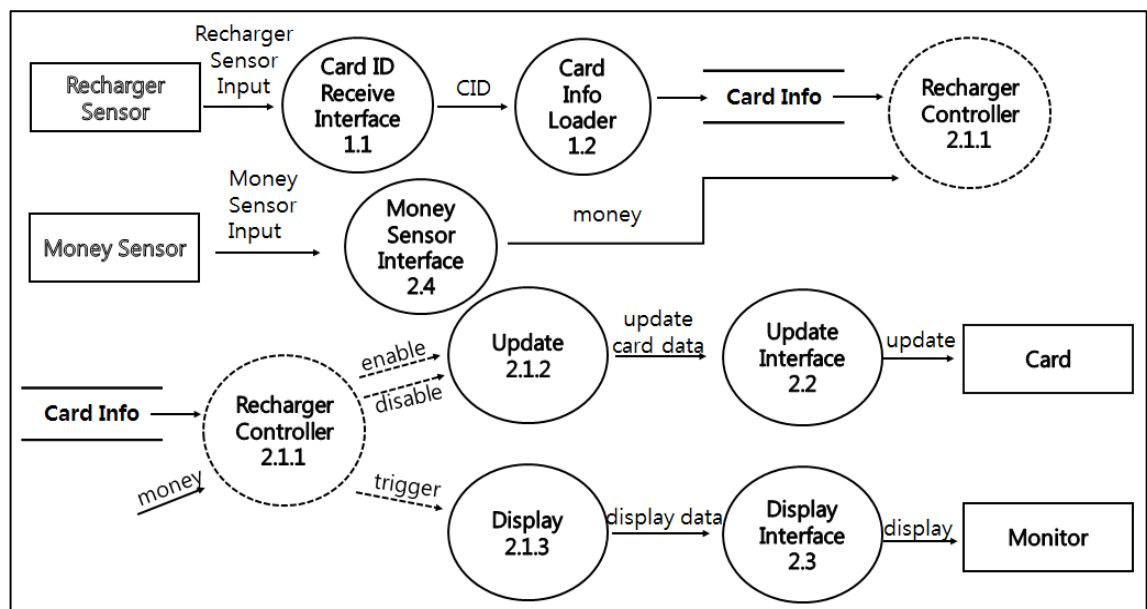 Recharger
Sensor
Recharger
Sensor
Input
Card ID
Receive
Interface
1.1
CID
Card
Info
Loader
1.2
Card Info
Recharger
Controller
2.1.1
Money Sensor
Money
Sensor
Input
Money
Sensor
Interface
2.4
money
Card Info
money
Recharger
Controller
2.1.1
enable
disable
trigger
Update
2.1.2
update
card data
Update
Interface
2.2
update
Card
Display
2.1.3
display data
Display
Interface
2.3
display
Monitor